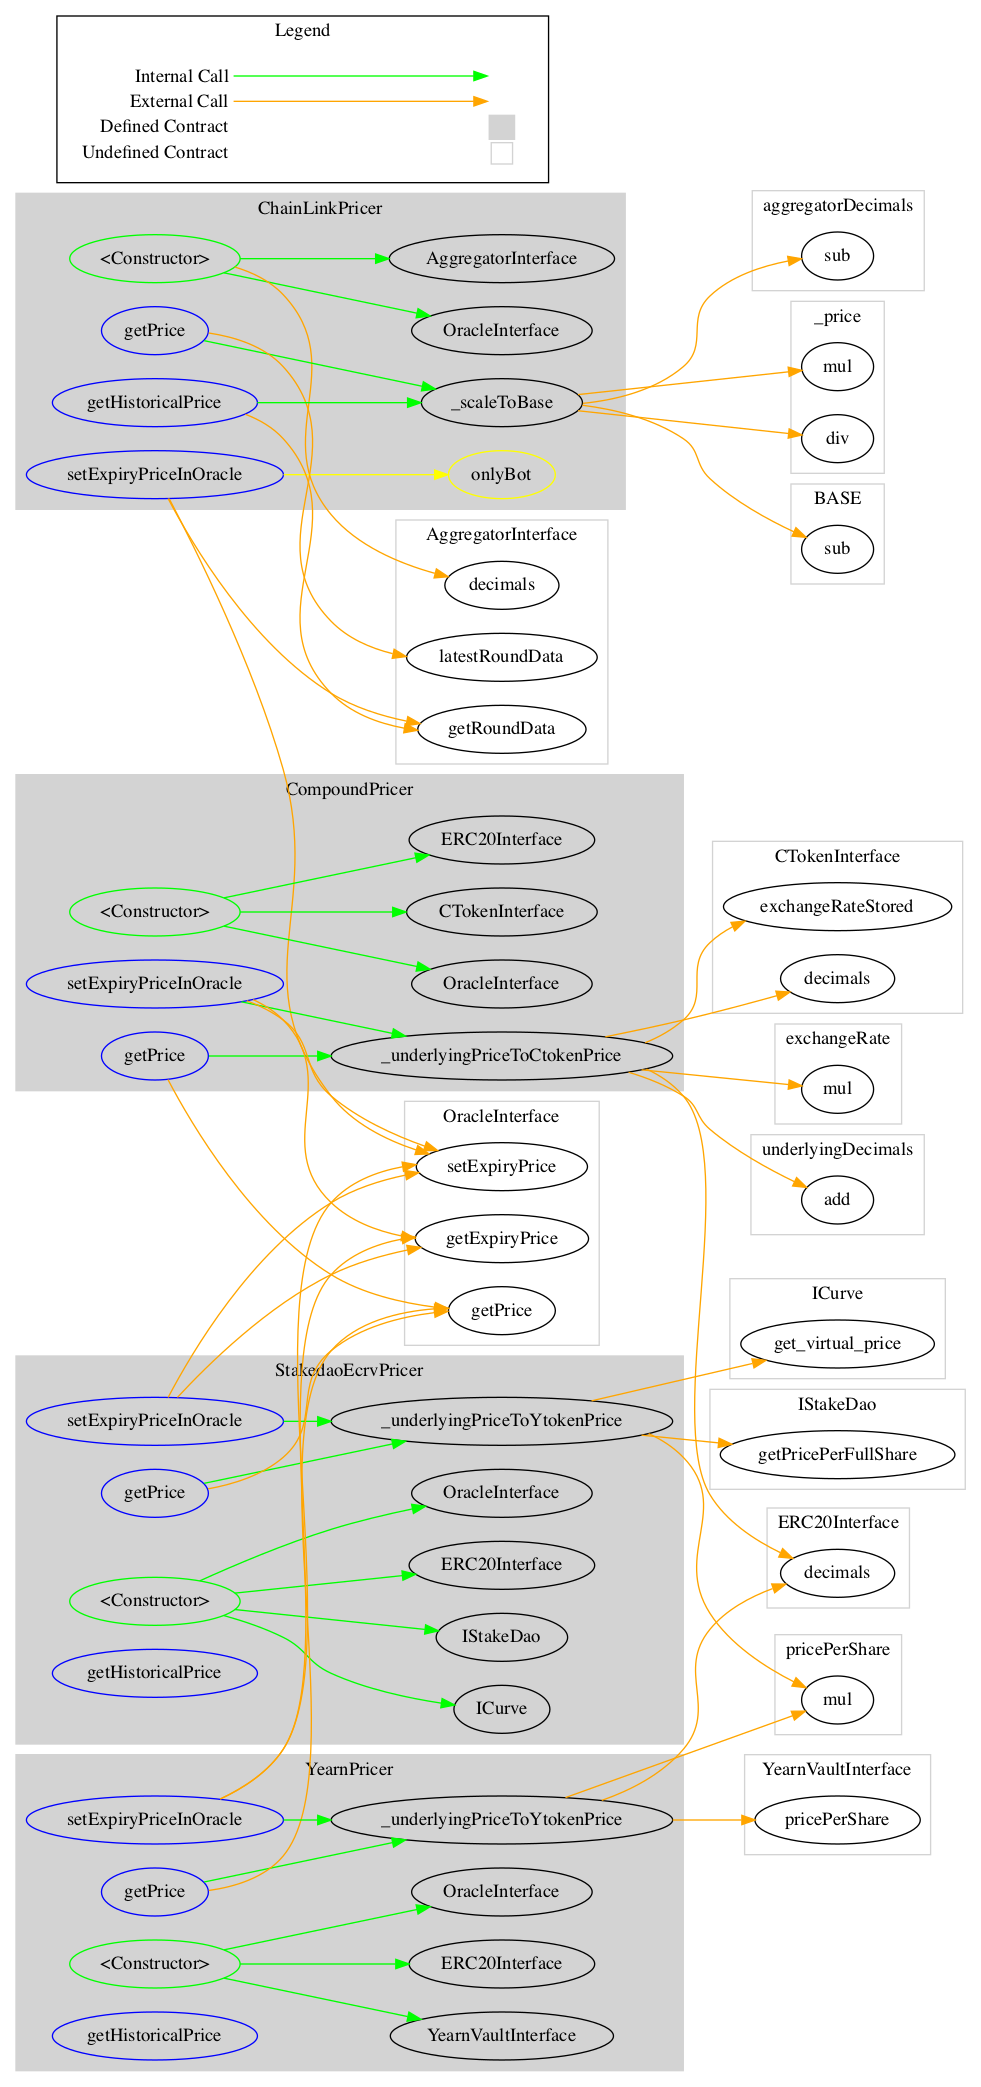 Legend
Internal Call
External Call
Defined Contract
Undefined Contract
ChainLinkPricer
<Constructor>
AggregatorInterface
getPrice
OracleInterface
getHistoricalPrice
_scaleToBase
setExpiryPriceInOracle
onlyBot
aggregatorDecimals
sub
_price
mul
div
BASE
sub
AggregatorInterface
decimals
latestRoundData
getRoundData
CompoundPricer
ERC20Interface
<Constructor>
CTokenInterface
setExpiryPriceInOracle
OracleInterface
getPrice
_underlyingPriceToCtokenPrice
CTokenInterface
exchangeRateStored
decimals
exchangeRate
mul
underlyingDecimals
add
OracleInterface
setExpiryPrice
getExpiryPrice
getPrice
ICurve
get_virtual_price
IStakeDao
getPricePerFullShare
ERC20Interface
decimals
pricePerShare
mul
StakedaoEcrvPricer
setExpiryPriceInOracle
_underlyingPriceToYtokenPrice
getPrice
OracleInterface
ERC20Interface
<Constructor>
IStakeDao
getHistoricalPrice
ICurve
YearnPricer
setExpiryPriceInOracle
_underlyingPriceToYtokenPrice
getPrice
OracleInterface
<Constructor>
ERC20Interface
getHistoricalPrice
YearnVaultInterface
YearnVaultInterface
pricePerShare